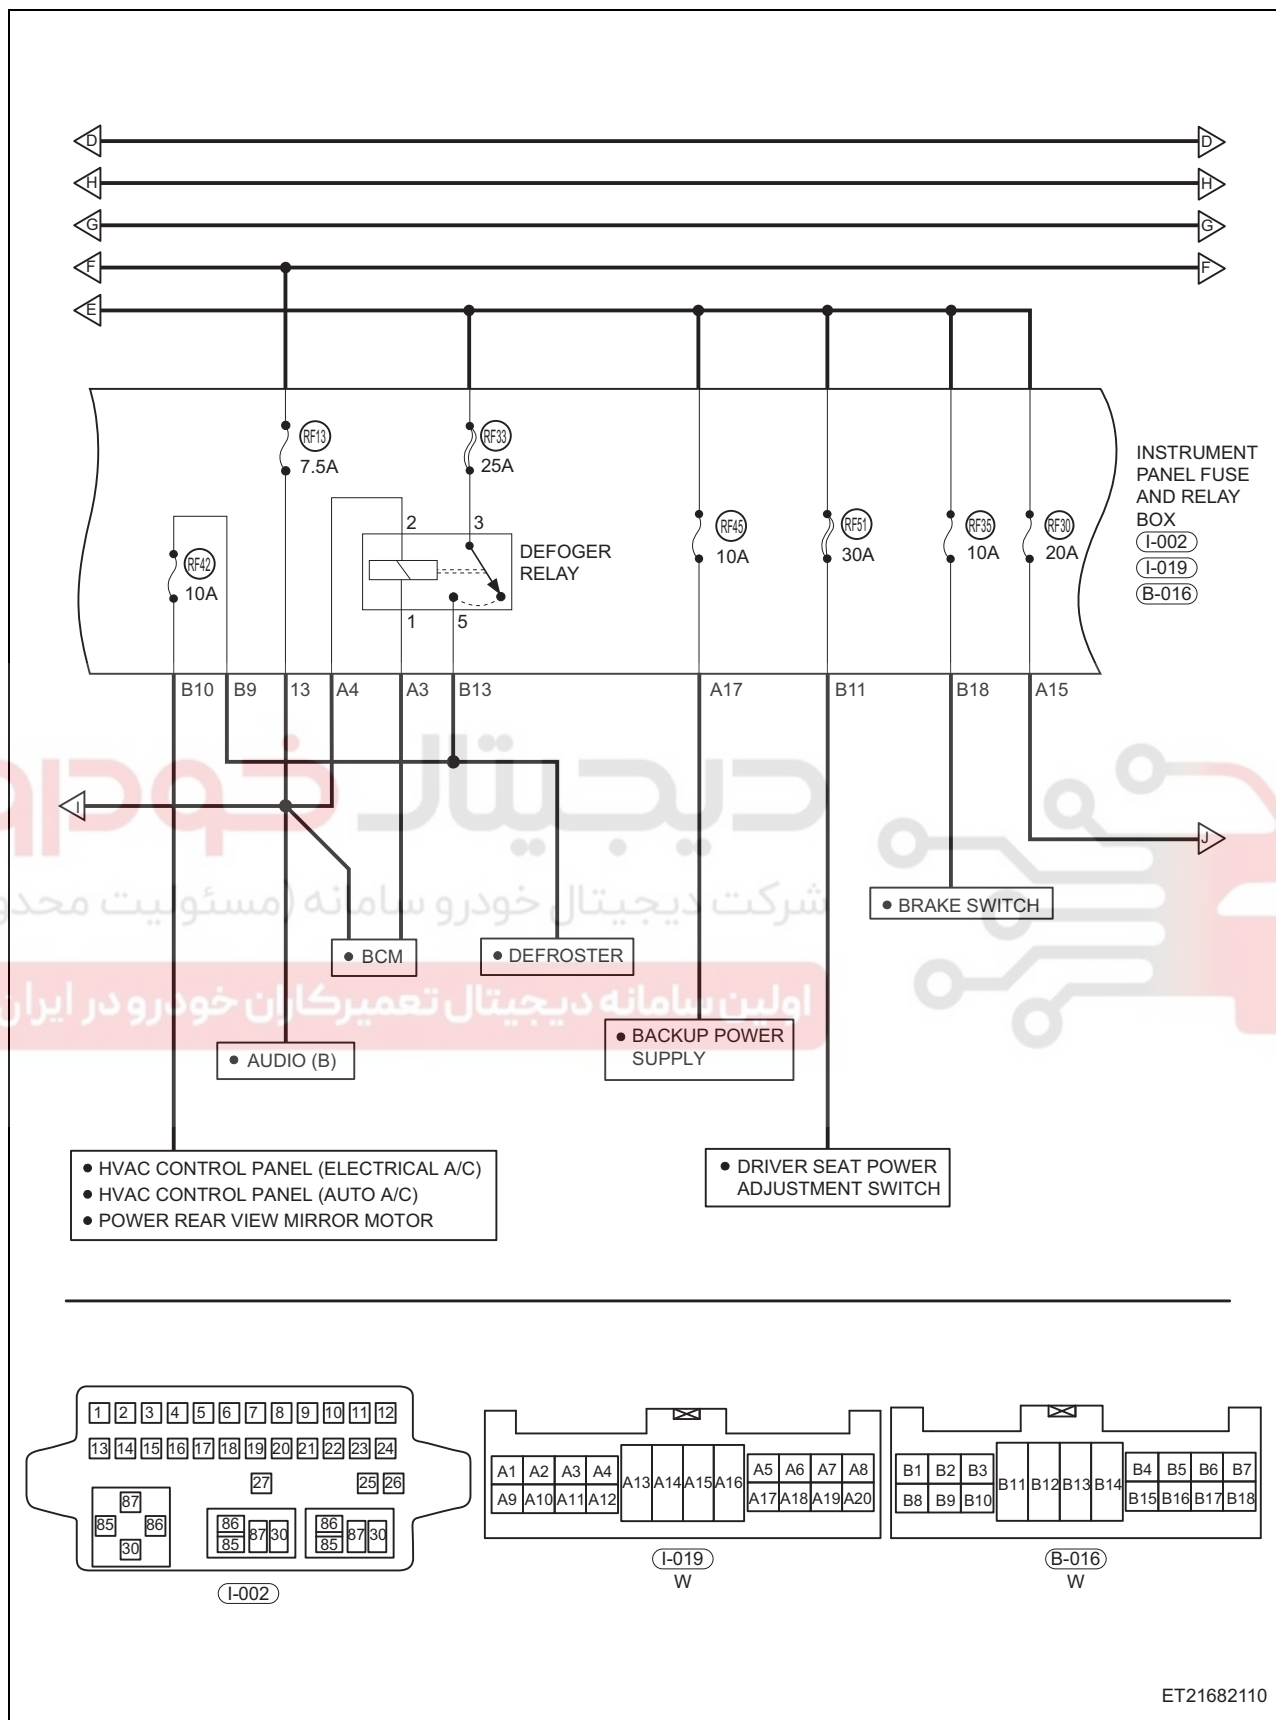 D D
H H
G G
F F
E
RF13
7.5A
RF33
25A
2 3
DEFOGER
RELAY
1 5
RF42
10A
RF45
10A
RF51
30A
RF35
10A
RF30
20A
INSTRUMENT
PANEL FUSE
AND RELAY
BOX
I-002
I-019
B-016
B10 B9 13 A4 A3 B13 A17 B11 B18 A15
دیجیتال خودرو
I J
شرکت دیجیتال خودرو سامانه (مسئولیت محدو
• BRAKE SWITCH
• BCM
• DEFROSTER
اولین سامانه دیجیتال تعمیرکاران خودرو در ایران
• BACKUP POWER
SUPPLY
• AUDIO (B)
• HVAC CONTROL PANEL (ELECTRICAL A/C)
• HVAC CONTROL PANEL (AUTO A/C)
• POWER REAR VIEW MIRROR MOTOR
• DRIVER SEAT POWER
ADJUSTMENT SWITCH
1 2 3 4 5 6 7 8 9 10 11 12
13 14 15 16 17 18 19 20 21 22 23 24
27 25 26
87
85 86
30
86
85
87 30
86
85
87 30
I-002
A1 A2 A3 A4
A9 A10 A11 A12
A13 A14 A15 A16
A5 A6 A7 A8
A17 A18 A19 A20
I-019
W
B1 B2 B3
B8 B9 B10
B11 B12 B13 B14
B4 B5 B6 B7
B15 B16 B17 B18
B-016
W
ET21682110